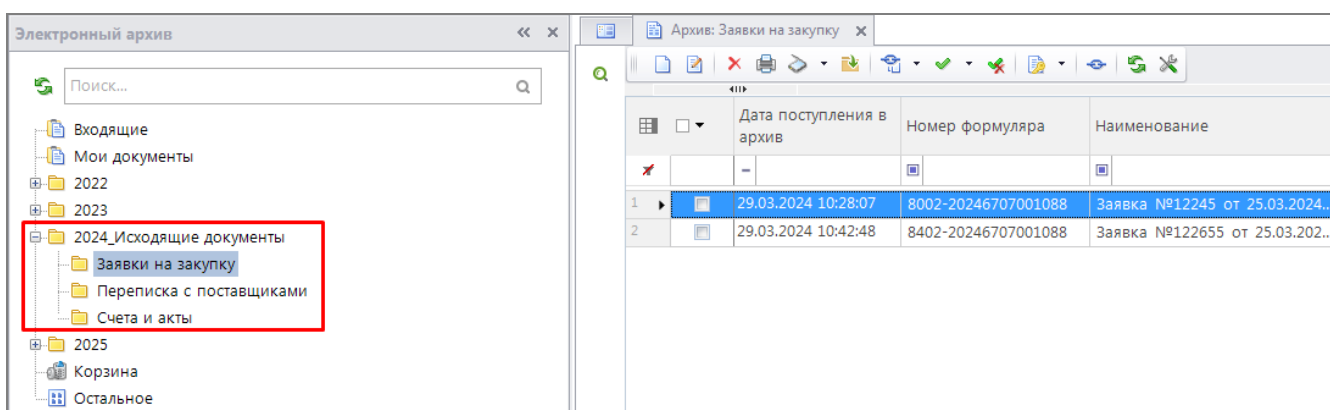 Электронный архив
Поиск...
Входящие
Мои документы
2022
2023
2024_Исходящие документы
Заявки на закупку
Переписка с поставщиками
Счета и акты
2025
Корзина
Остальное
Архив: Заявки на закупку
Дата поступления в архив Номер формуляра Наименование
1 29.03.2024 10:28:07 8002-20246707001088 Заявка №12245 от 25.03.2024...
2 29.03.2024 10:42:48 8402-20246707001088 Заявка №122655 от 25.03.202...